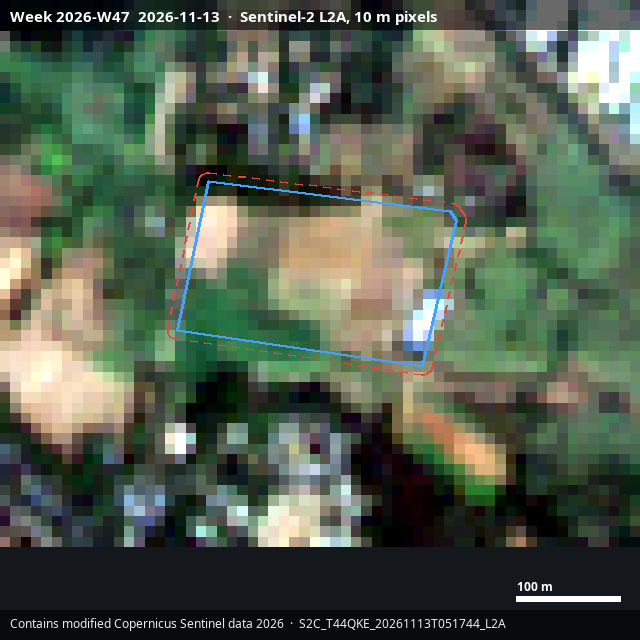 Week 2026-W47  2026-11-13  ·  Sentinel-2 L2A, 10 m pixels
100 m
Contains modified Copernicus Sentinel data 2026  ·  S2C_T44QKE_20261113T051744_L2A